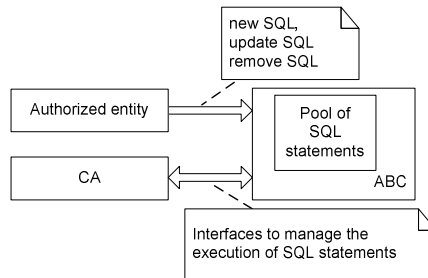 new SQL,
update SQL
remove SQL
Authorized entity
Pool of
SQL
statements
CA
ABC
Interfaces to manage the
execution of SQL statements